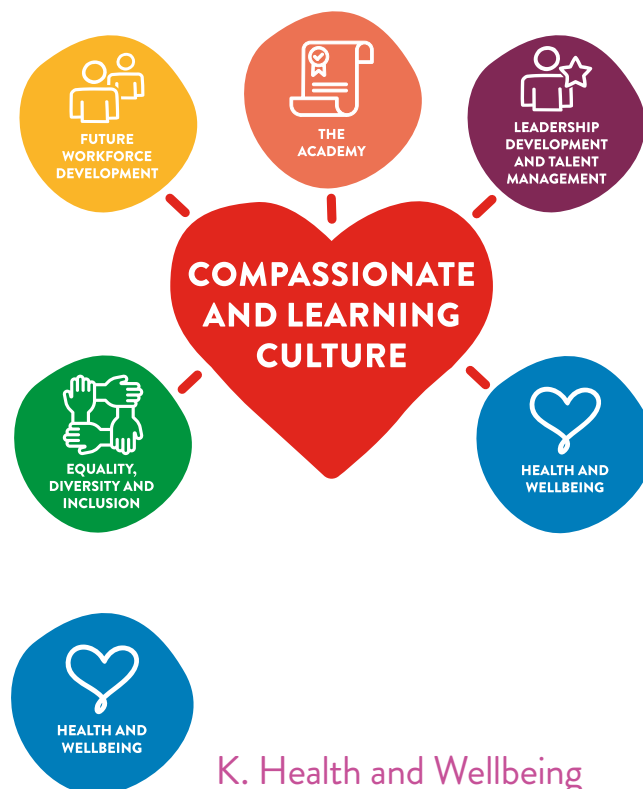 FUTURE
WORKFORCE
DEVELOPMENT
THE
ACADEMY
LEADERSHIP
DEVELOPMENT
AND TALENT
MANAGEMENT
COMPASSIONATE
AND LEARNING
CULTURE
EQUALITY,
DIVERSITY AND
INCLUSION
HEALTH AND
WELLBEING
HEALTH AND
WELLBEING
K. Health and Wellbeing